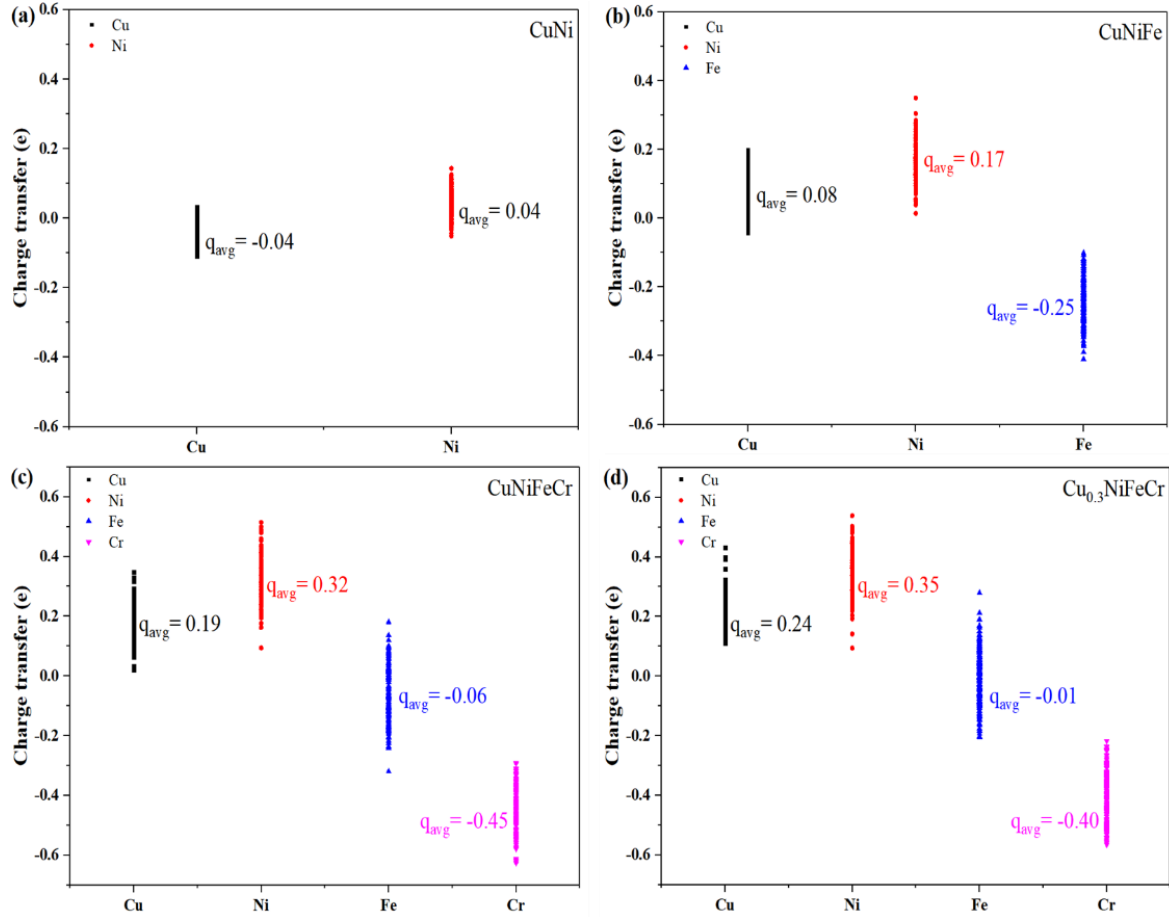 (a)
CuNi
Cu
Ni
Charge transfer (e)
0.6
0.4
0.2
0.0
-0.2
-0.4
-0.6
qavg= -0.04
qavg= 0.04
Cu
Ni
(b)
CuNiFe
Cu
Ni
Fe
Charge transfer (e)
0.6
0.4
0.2
0.0
-0.2
-0.4
-0.6
qavg= 0.08
qavg= 0.17
qavg= -0.25
Cu
Ni
Fe
(c)
CuNiFeCr
Cu
Ni
Fe
Cr
Charge transfer (e)
0.6
0.4
0.2
0.0
-0.2
-0.4
-0.6
qavg= 0.19
qavg= 0.32
qavg= -0.06
qavg= -0.45
Cu
Ni
Fe
Cr
(d)
Cu0.3NiFeCr
Cu
Ni
Fe
Cr
Charge transfer (e)
0.6
0.4
0.2
0.0
-0.2
-0.4
-0.6
qavg= 0.24
qavg= 0.35
qavg= -0.01
qavg= -0.40
Cu
Ni
Fe
Cr